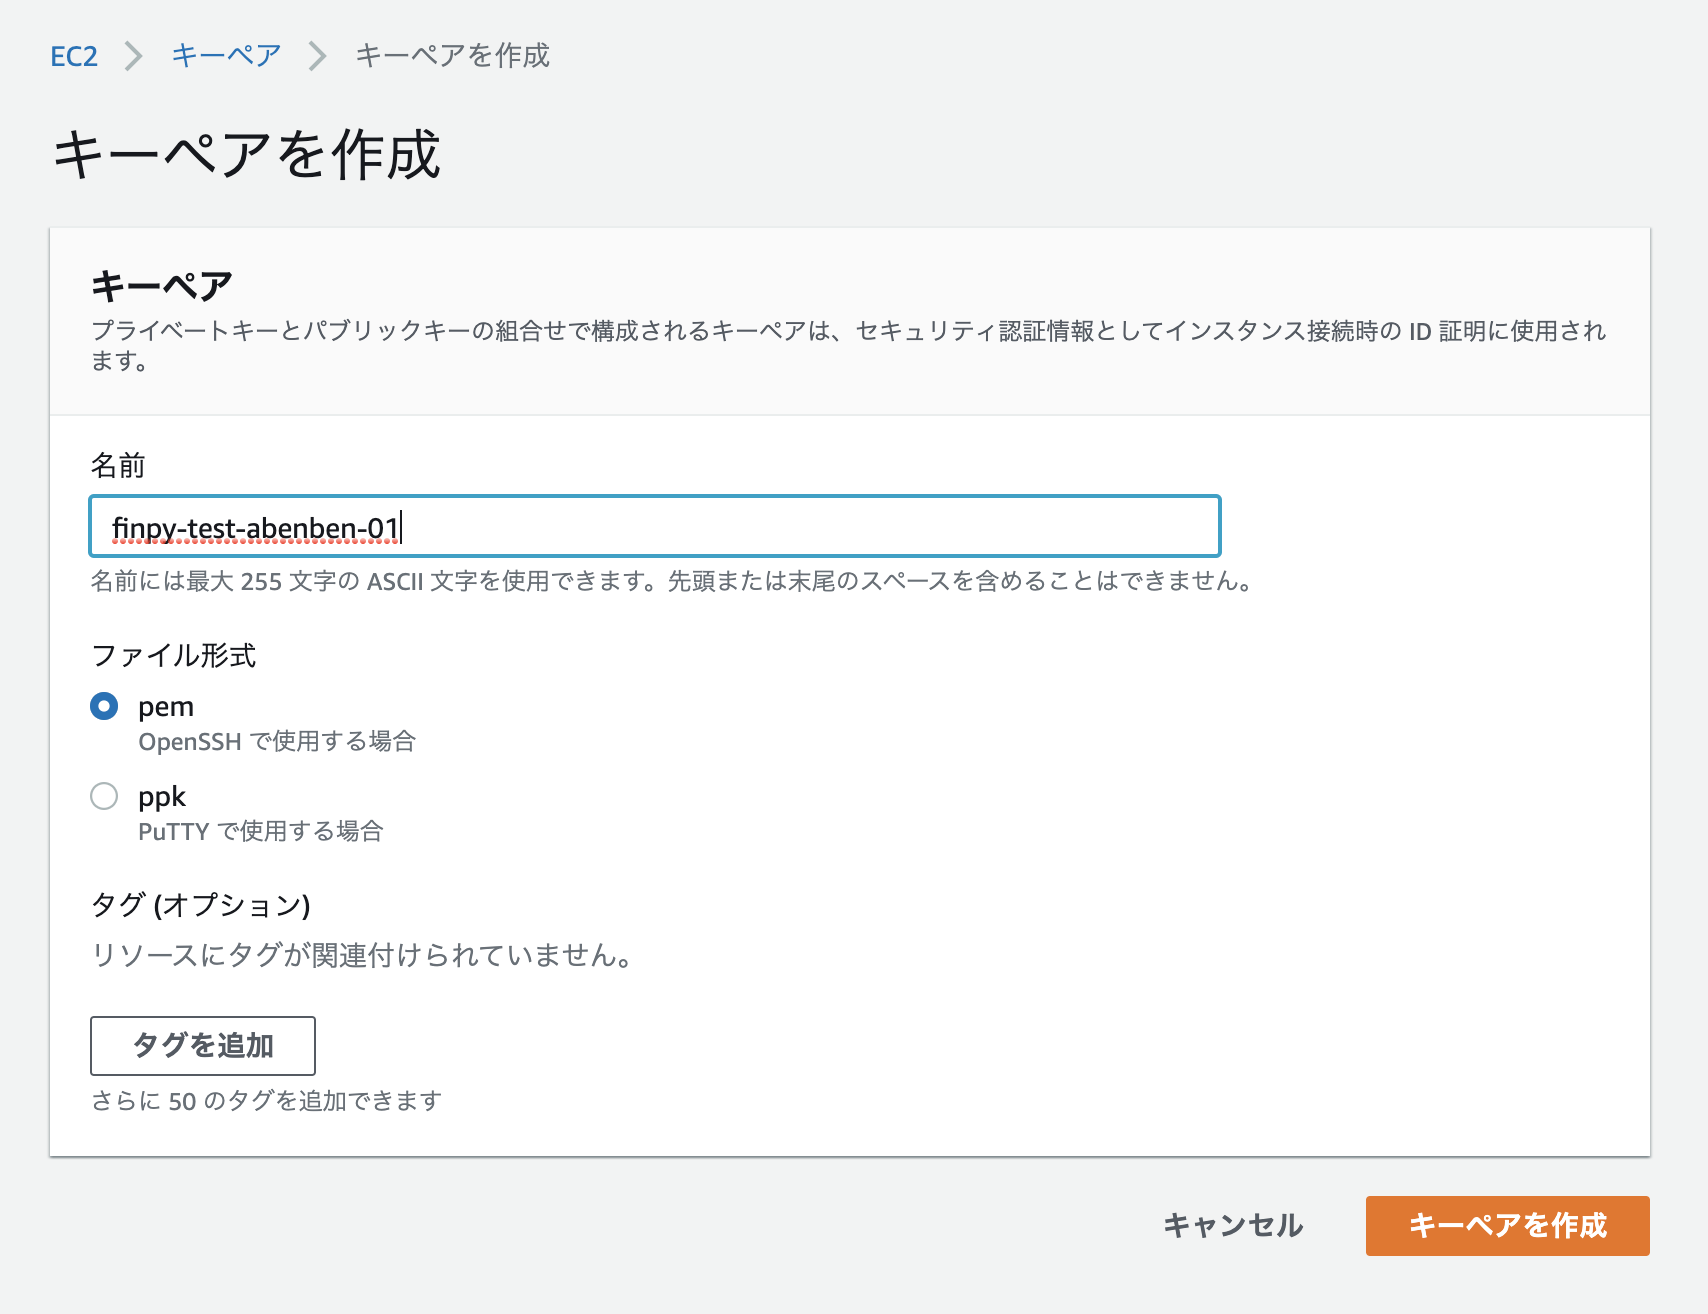 EC2 > キーペア > キーペアを作成
キーペアを作成
キーペア
プライベートキーとパブリックキーの組合せで構成されるキーペアは、セキュリティ認証情報としてインスタンス接続時の ID 証明に使用され
ます。
名前
finpy-test-abenben-01
名前には最大 255 文字の ASCII 文字を使用できます。先頭または末尾のスペースを含めることはできません。
ファイル形式
pem
OpenSSH で使用する場合
ppk
PuTTY で使用する場合
タグ (オプション)
リソースにタグが関連付けられていません。
タグを追加
さらに 50 のタグを追加できます
キャンセル キーペアを作成